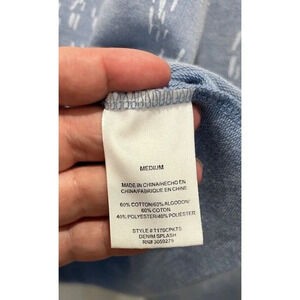 MEDIUM
MADE IN CHINA/HECHO EN
CHINA/FABRIQUE EN CHINE
60% COTTON/60% ALGODON/
60% COTON
40% POLYESTER/40% POLIESTER
STYLE # T170CPKTS
DENIM SPLASH
RN# 3059275